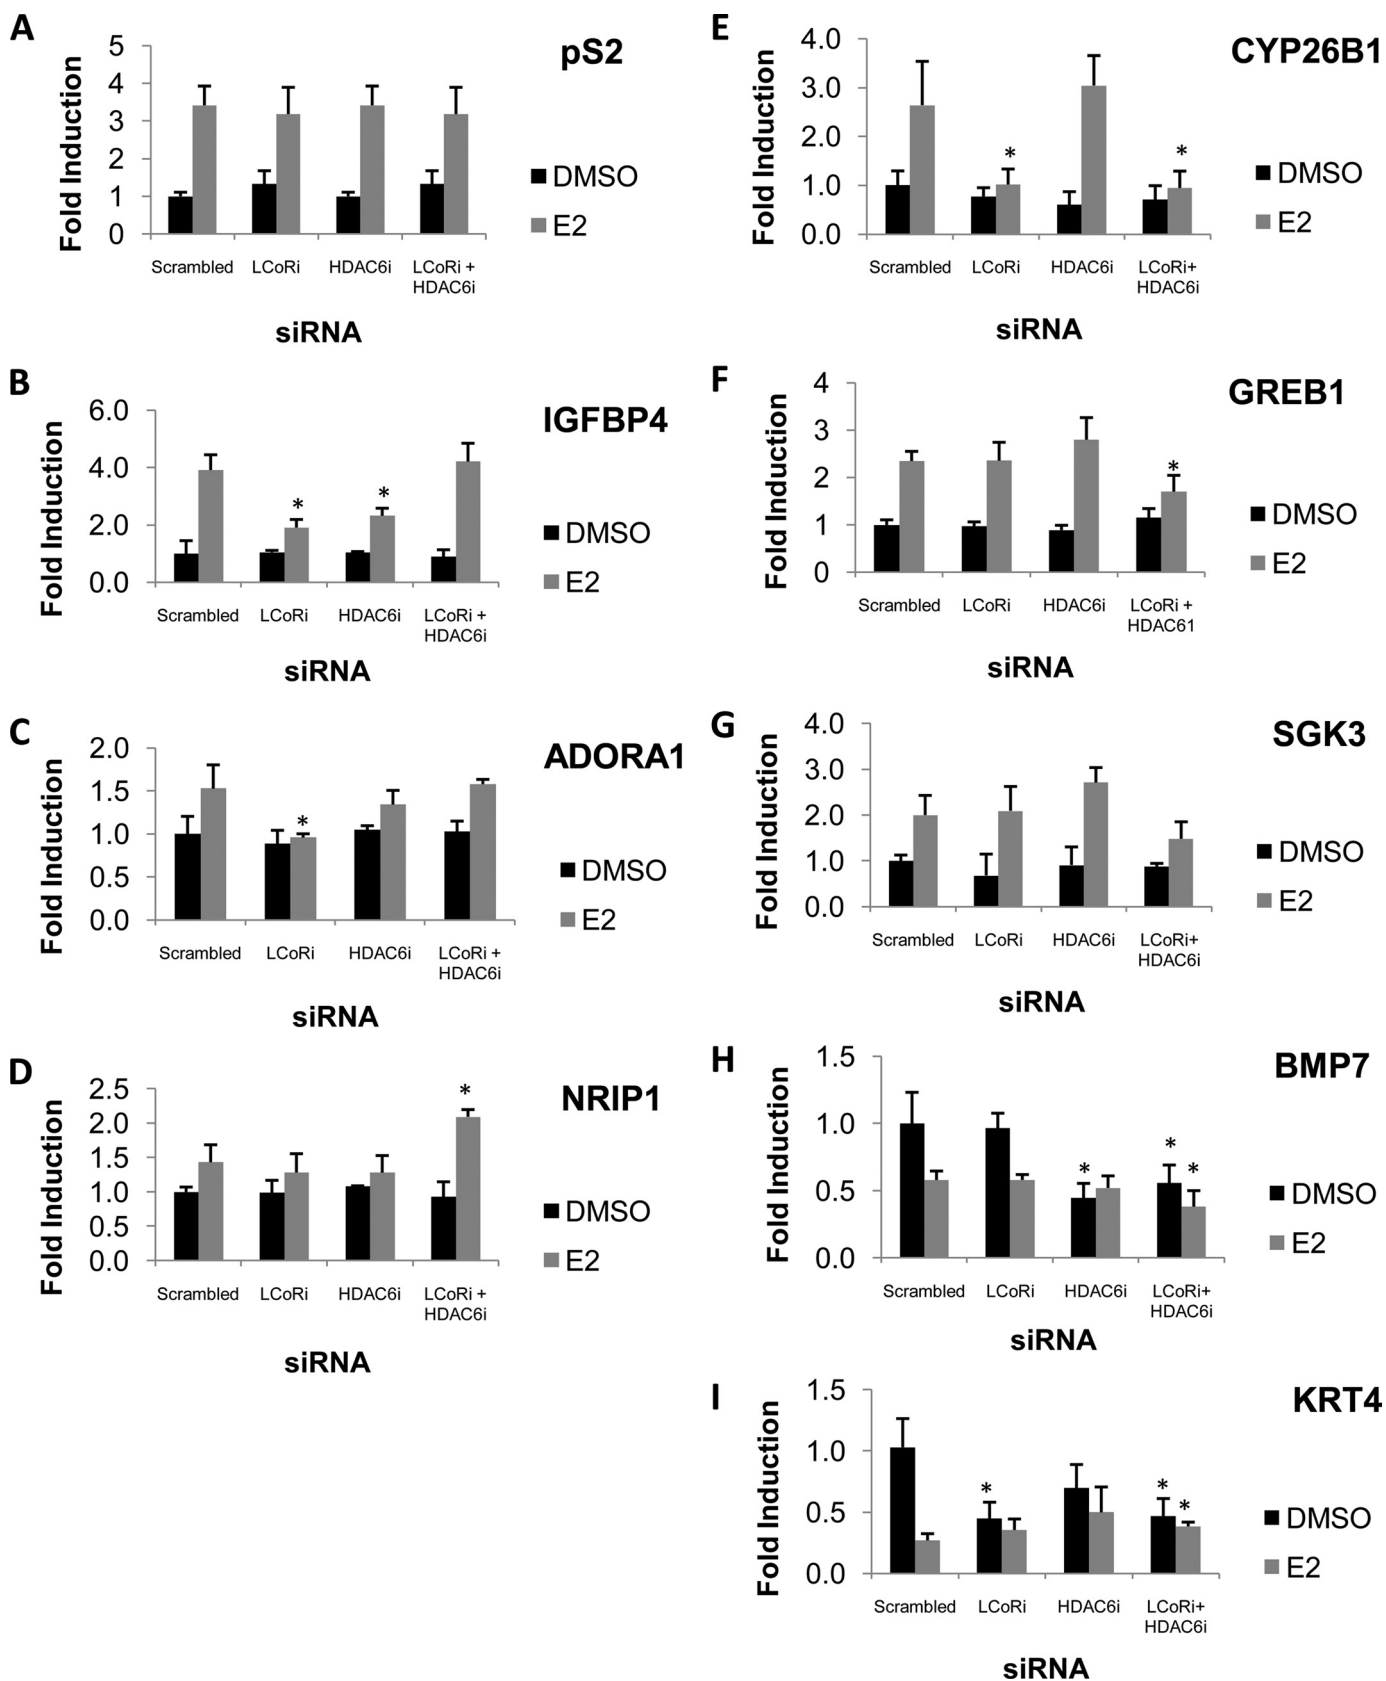 A
pS2
5
4
3
2
1
0
Fold Induction
DMSO
E2
Scrambled LCoRi HDAC6i LCoRi +
HDAC6i
siRNA
B
IGFBP4
6.0
4.0
2.0
0.0
Fold Induction
* *
DMSO
E2
Scrambled LCoRi HDAC6i LCoRi +
HDAC6i
siRNA
C
ADORA1
2.0
1.5
1.0
0.5
0.0
Fold Induction
*
DMSO
E2
Scrambled LCoRi HDAC6i LCoRi +
HDAC6i
siRNA
D
NRIP1
2.5
2.0
1.5
1.0
0.5
0.0
Fold Induction
*
DMSO
E2
Scrambled LCoRi HDAC6i LCoRi +
HDAC6i
siRNA
E
CYP26B1
4.0
3.0
2.0
1.0
0.0
Fold Induction
* *
DMSO
E2
Scrambled LCoRi HDAC6i LCoRi+
HDAC6i
siRNA
F
GREB1
4
3
2
1
0
Fold Induction
*
DMSO
E2
Scrambled LCoRi HDAC6i LCoRi +
HDAC61
siRNA
G
SGK3
4.0
3.0
2.0
1.0
0.0
Fold Induction
DMSO
E2
Scrambled LCoRi HDAC6i LCoRi+
HDAC6i
siRNA
H
BMP7
1.5
1.0
0.5
0.0
Fold Induction
* * *
DMSO
E2
Scrambled LCoRi HDAC6i LCoRi+
HDAC6i
siRNA
I
KRT4
1.5
1.0
0.5
0.0
Fold Induction
* * *
DMSO
E2
Scrambled LCoRi HDAC6i LCoRi+
HDAC6i
siRNA